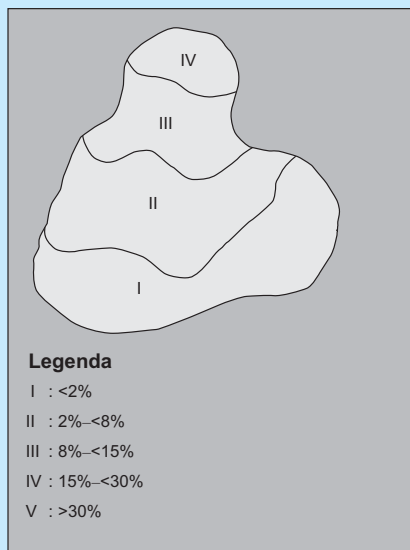 IV
III
II
I
Legenda
I : <2%
II : 2%–<8%
III : 8%–<15%
IV : 15%–<30%
V : >30%